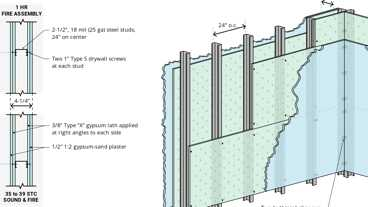 1 HR
FIRE ASSEMBLY
2-1/2", 18 mil (25 ga) steel studs,
24" on center
Two 1" Type S drywall screws
at each stud
24" o.c.
4-1/4"
3/8" Type "X" gypsum lath applied
at right angles to each side
1/2" 1:2 gypsum-sand plaster
35 to 39 STC
SOUND & FIRE